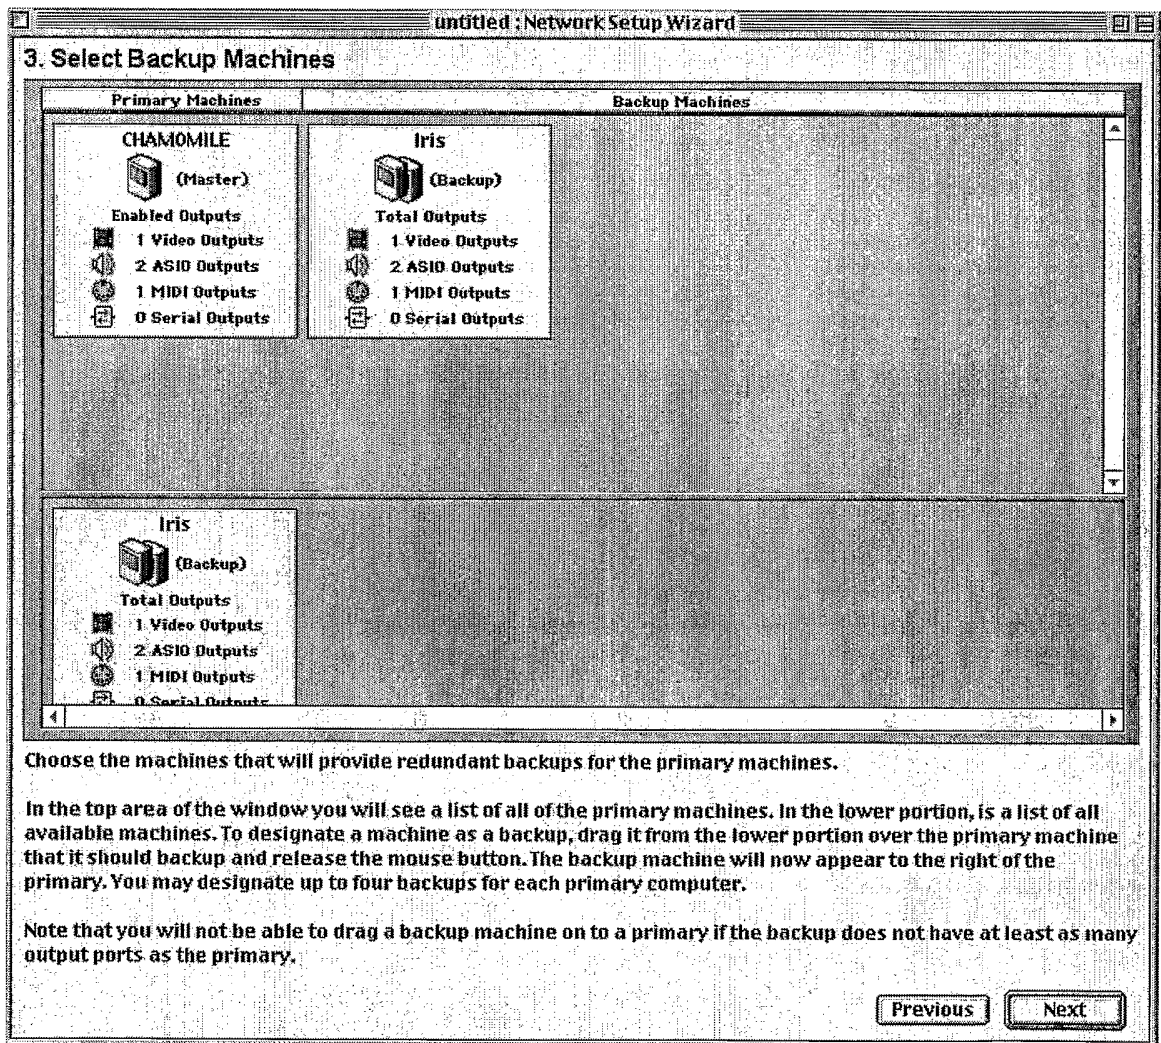 untitled : Network Setup Wizard
3. Select Backup Machines
Primary Machines
Backup Machines
CHAMOMILE
(Master)
Enabled Outputs
1 Video Outputs
2 ASIO Outputs
1 MIDI Outputs
0 Serial Outputs
Iris
(Backup)
Total Outputs
1 Video Outputs
2 ASIO Outputs
1 MIDI Outputs
0 Serial Outputs
Iris
(Backup)
Total Outputs
1 Video Outputs
2 ASIO Outputs
1 MIDI Outputs
0 Serial Outputs
Choose the machines that will provide redundant backups for the primary machines.
In the top area of the window you will see a list of all of the primary machines. In the lower portion, is a list of all
available machines. To designate a machine as a backup, drag it from the lower portion over the primary machine
that it should backup and release the mouse button. The backup machine will now appear to the right of the
primary. You may designate up to four backups for each primary computer.
Note that you will not be able to drag a backup machine on to a primary if the backup does not have at least as many
output ports as the primary.
Previous
Next